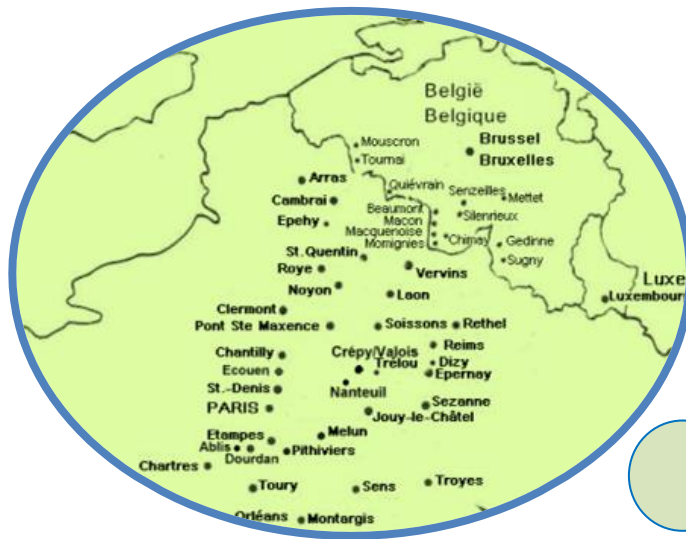 België
Belgique
Brussel
Bruxelles
Mouscron
Tournai
Arras
Quiévrain
Senzeilles
Mettet
Cambrai
Beaumont
Silenrieux
Epehy
Macon
Macquenoise
Chimay
Momignies
Gedinne
St.Quentin
Sugny
Roye
Vervins
Luxe
Noyon
Laon
Luxembourg
Clermont
Pont Ste Maxence
Soissons
Rethel
Reims
Chantilly
Crépy/Valois
Trélou
Dizy
Ecouen
Epernay
Nanteuil
St.-Denis
PARIS
Sezanne
Jouy-le-Châtel
Etampes
Melun
Ablis
Dourdan
Pithiviers
Chartres
Toury
Sens
Troyes
Orléans
Montargis